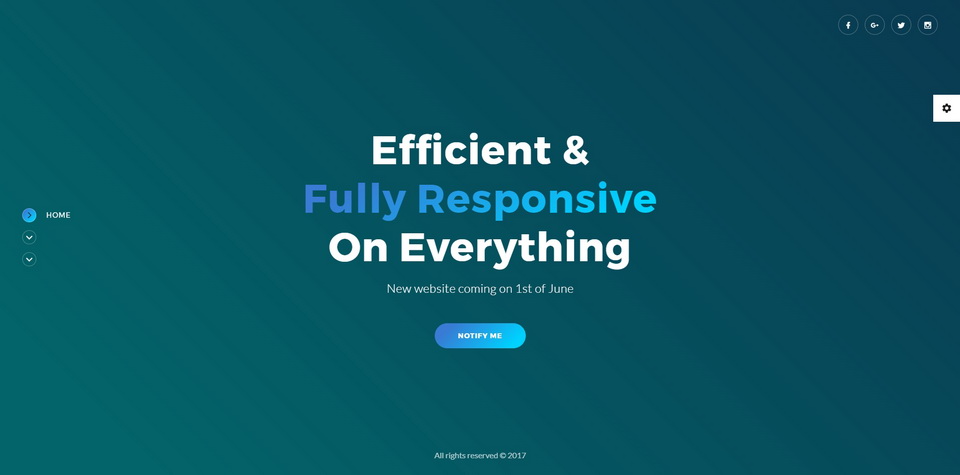 HOME
Efficient &
Fully Responsive
On Everything
New website coming on 1st of June
NOTIFY ME
All rights reserved © 2017